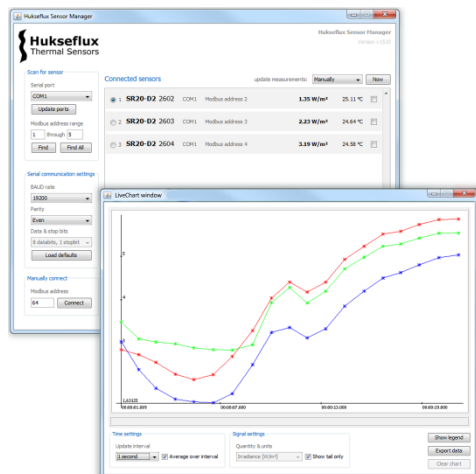 Hukseflux Sensor Manager
Hukseflux
Thermal Sensors
Hukseflux Sensor Manager
Scan for sensor
Serial port
COM1
Update ports
Modbus address range
1 through 5
Find Find All
Connected sensors
update measurements: Manually Now
1 SR20-D2 2602 COM1 Modbus address 2 1.35 W/m² 25.11 °C
2 SR20-D2 2603 COM1 Modbus address 3 2.23 W/m² 24.64 °C
3 SR20-D2 2604 COM1 Modbus address 4 3.19 W/m² 24.58 °C
Serial communication settings
BAUD rate
19200
Parity
Even
Data & stop bits
8 databits, 1 stopbit
Load defaults
Manually connect
Modbus address
64 Connect
LiveChart window
5
4
Time settings
Update interval
1 second Average over interval
Signal settings
Quantity & units
Irradiance [W/m²] Show tail only
Show legend
Export data
Clear chart